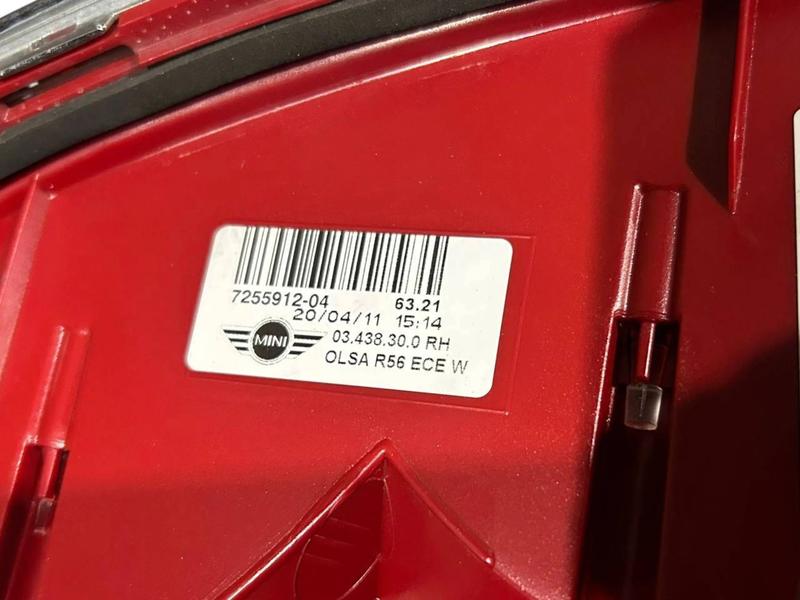 7255912-04 63.21
20/04/11 15:14
MINI 03.438.30.0 RH
OLSA R56 ECE W